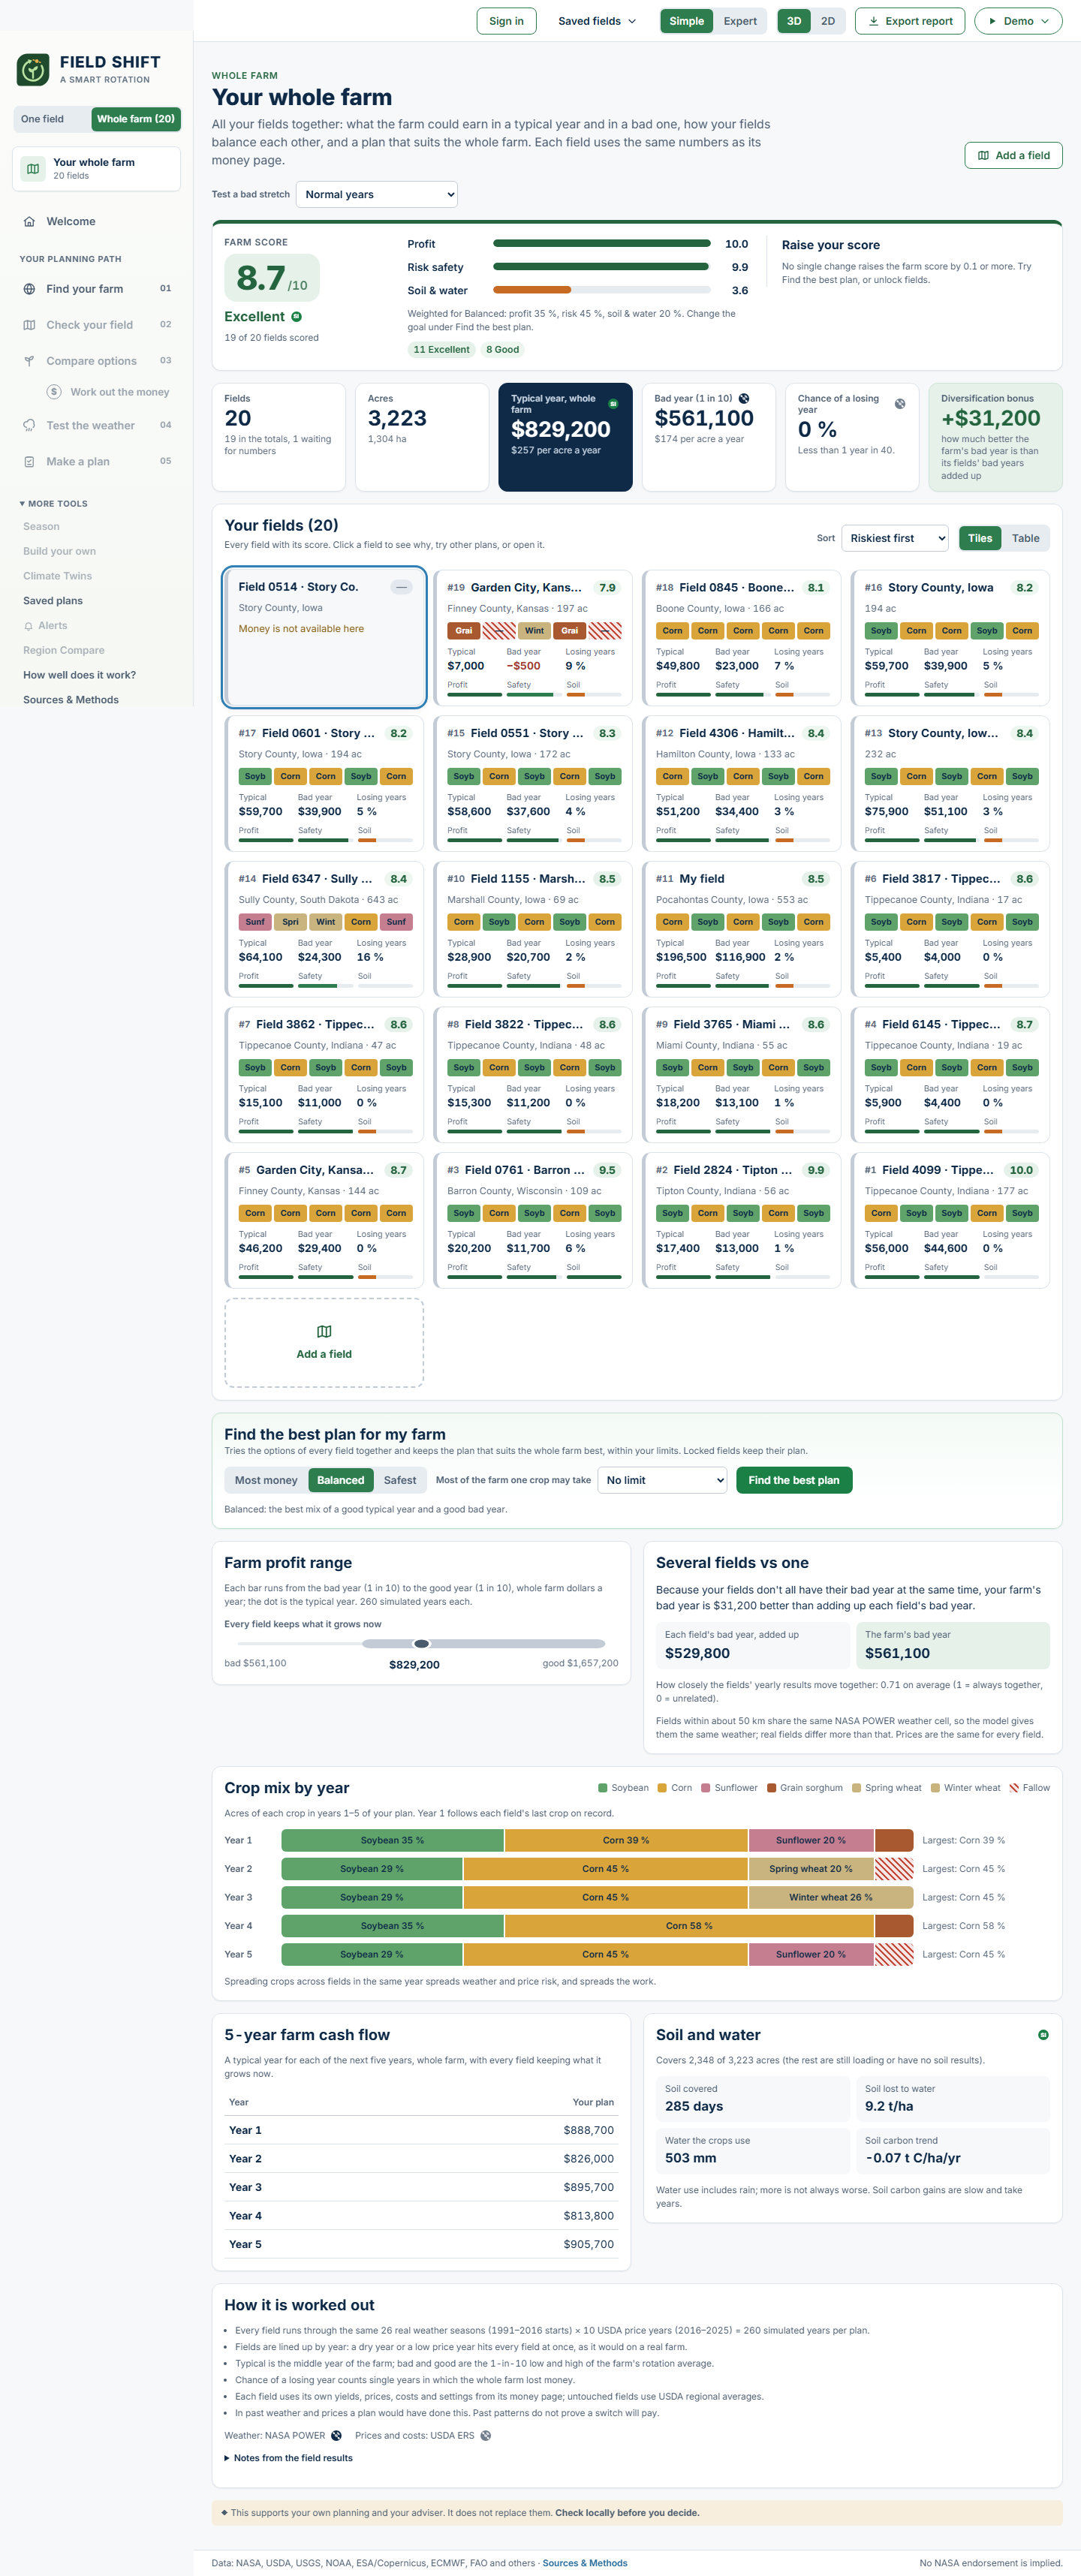 Sign in
Saved fields
Simple
Expert
3D
2D
Export report
Demo
FIELD SHIFT
A SMART ROTATION
One field
Whole farm (20)
Your whole farm
20 fields
Welcome
YOUR PLANNING PATH
Find your farm 01
Check your field 02
Compare options 03
$ Work out the money
Test the weather 04
Make a plan 05
▼ MORE TOOLS
Season
Build your own
Climate Twins
Saved plans
Alerts
Region Compare
How well does it work?
Sources & Methods
WHOLE FARM
Your whole farm
All your fields together: what the farm could earn in a typical year and in a bad one, how your fields
balance each other, and a plan that suits the whole farm. Each field uses the same numbers as its
money page.
Add a field
Test a bad stretch
Normal years
FARM SCORE
8.7 /10
Excellent
19 of 20 fields scored
Profit 10.0
Risk safety 9.9
Soil & water 3.6
Weighted for Balanced: profit 35 %, risk 45 %, soil & water 20 %. Change the
goal under Find the best plan.
11 Excellent
8 Good
Raise your score
No single change raises the farm score by 0.1 or more. Try
Find the best plan, or unlock fields.
Fields
20
19 in the totals, 1 waiting
for numbers
Acres
3,223
1,304 ha
Typical year, whole
farm
$829,200
$257 per acre a year
Bad year (1 in 10)
$561,100
$174 per acre a year
Chance of a losing
year
0 %
Less than 1 year in 40.
Diversification bonus
+$31,200
how much better the
farm's bad year is than
its fields' bad years
added up
Your fields (20)
Every field with its score. Click a field to see why, try other plans, or open it.
Sort
Riskiest first
Tiles
Table
Field 0514 · Story Co. —
Story County, Iowa
Money is not available here
#19 Garden City, Kans... 7.9
Finney County, Kansas · 197 ac
Grai — Wint Grai —
Typical Bad year Losing years
$7,000 −$500 9 %
Profit Safety Soil
#18 Field 0845 · Boone... 8.1
Boone County, Iowa · 166 ac
Corn Corn Corn Corn Corn
Typical Bad year Losing years
$49,800 $23,000 7 %
Profit Safety Soil
#16 Story County, Iowa 8.2
194 ac
Soyb Corn Corn Soyb Corn
Typical Bad year Losing years
$59,700 $39,900 5 %
Profit Safety Soil
#17 Field 0601 · Story ... 8.2
Story County, Iowa · 194 ac
Soyb Corn Corn Soyb Corn
Typical Bad year Losing years
$59,700 $39,900 5 %
Profit Safety Soil
#15 Field 0551 · Story ... 8.3
Story County, Iowa · 172 ac
Soyb Corn Soyb Corn Soyb
Typical Bad year Losing years
$58,600 $37,600 4 %
Profit Safety Soil
#12 Field 4306 · Hamilt... 8.4
Hamilton County, Iowa · 133 ac
Corn Soyb Corn Soyb Corn
Typical Bad year Losing years
$51,200 $34,400 3 %
Profit Safety Soil
#13 Story County, Iow... 8.4
232 ac
Soyb Corn Soyb Corn Soyb
Typical Bad year Losing years
$75,900 $51,100 3 %
Profit Safety Soil
#14 Field 6347 · Sully ... 8.4
Sully County, South Dakota · 643 ac
Sunf Spri Wint Corn Sunf
Typical Bad year Losing years
$64,100 $24,300 16 %
Profit Safety Soil
#10 Field 1155 · Marsh... 8.5
Marshall County, Iowa · 69 ac
Corn Soyb Corn Soyb Corn
Typical Bad year Losing years
$28,900 $20,700 2 %
Profit Safety Soil
#11 My field 8.5
Pocahontas County, Iowa · 553 ac
Corn Soyb Corn Soyb Corn
Typical Bad year Losing years
$196,500 $116,900 2 %
Profit Safety Soil
#6 Field 3817 · Tippec... 8.6
Tippecanoe County, Indiana · 17 ac
Soyb Corn Soyb Corn Soyb
Typical Bad year Losing years
$5,400 $4,000 0 %
Profit Safety Soil
#7 Field 3862 · Tippec... 8.6
Tippecanoe County, Indiana · 47 ac
Soyb Corn Soyb Corn Soyb
Typical Bad year Losing years
$15,100 $11,000 0 %
Profit Safety Soil
#8 Field 3822 · Tippec... 8.6
Tippecanoe County, Indiana · 48 ac
Soyb Corn Soyb Corn Soyb
Typical Bad year Losing years
$15,300 $11,200 0 %
Profit Safety Soil
#9 Field 3765 · Miami ... 8.6
Miami County, Indiana · 55 ac
Soyb Corn Soyb Corn Soyb
Typical Bad year Losing years
$18,200 $13,100 1 %
Profit Safety Soil
#4 Field 6145 · Tippec... 8.7
Tippecanoe County, Indiana · 19 ac
Soyb Corn Soyb Corn Soyb
Typical Bad year Losing years
$5,900 $4,400 0 %
Profit Safety Soil
#5 Garden City, Kansa... 8.7
Finney County, Kansas · 144 ac
Corn Corn Corn Corn Corn
Typical Bad year Losing years
$46,200 $29,400 0 %
Profit Safety Soil
#3 Field 0761 · Barron ... 9.5
Barron County, Wisconsin · 109 ac
Soyb Corn Soyb Corn Soyb
Typical Bad year Losing years
$20,200 $11,700 6 %
Profit Safety Soil
#2 Field 2824 · Tipton ... 9.9
Tipton County, Indiana · 56 ac
Soyb Corn Soyb Corn Soyb
Typical Bad year Losing years
$17,400 $13,000 1 %
Profit Safety Soil
#1 Field 4099 · Tippe... 10.0
Tippecanoe County, Indiana · 177 ac
Corn Soyb Soyb Corn Soyb
Typical Bad year Losing years
$56,000 $44,600 0 %
Profit Safety Soil
Add a field
Find the best plan for my farm
Tries the options of every field together and keeps the plan that suits the whole farm best, within your limits. Locked fields keep their plan.
Most money
Balanced
Safest
Most of the farm one crop may take
No limit
Find the best plan
Balanced: the best mix of a good typical year and a good bad year.
Farm profit range
Each bar runs from the bad year (1 in 10) to the good year (1 in 10), whole farm dollars a
year; the dot is the typical year. 260 simulated years each.
Every field keeps what it grows now
bad $561,100 $829,200 good $1,657,200
Several fields vs one
Because your fields don't all have their bad year at the same time, your farm's
bad year is $31,200 better than adding up each field's bad year.
Each field's bad year, added up
$529,800
The farm's bad year
$561,100
How closely the fields' yearly results move together: 0.71 on average (1 = always together,
0 = unrelated).
Fields within about 50 km share the same NASA POWER weather cell, so the model gives
them the same weather; real fields differ more than that. Prices are the same for every field.
Crop mix by year
Soybean Corn Sunflower Grain sorghum Spring wheat Winter wheat Fallow
Acres of each crop in years 1–5 of your plan. Year 1 follows each field's last crop on record.
Year 1 Soybean 35 % Corn 39 % Sunflower 20 % Largest: Corn 39 %
Year 2 Soybean 29 % Corn 45 % Spring wheat 20 % Largest: Corn 45 %
Year 3 Soybean 29 % Corn 45 % Winter wheat 26 % Largest: Corn 45 %
Year 4 Soybean 35 % Corn 58 % Largest: Corn 58 %
Year 5 Soybean 29 % Corn 45 % Sunflower 20 % Largest: Corn 45 %
Spreading crops across fields in the same year spreads weather and price risk, and spreads the work.
5-year farm cash flow
A typical year for each of the next five years, whole farm, with every field keeping what it
grows now.
Year Your plan
Year 1 $888,700
Year 2 $826,000
Year 3 $895,700
Year 4 $813,800
Year 5 $905,700
Soil and water
Covers 2,348 of 3,223 acres (the rest are still loading or have no soil results).
Soil covered
285 days
Soil lost to water
9.2 t/ha
Water the crops use
503 mm
Soil carbon trend
-0.07 t C/ha/yr
Water use includes rain; more is not always worse. Soil carbon gains are slow and take
years.
How it is worked out
• Every field runs through the same 26 real weather seasons (1991–2016 starts) × 10 USDA price years (2016–2025) = 260 simulated years per plan.
• Fields are lined up by year: a dry year or a low price year hits every field at once, as it would on a real farm.
• Typical is the middle year of the farm; bad and good are the 1-in-10 low and high of the farm's rotation average.
• Chance of a losing year counts single years in which the whole farm lost money.
• Each field uses its own yields, prices, costs and settings from its money page; untouched fields use USDA regional averages.
• In past weather and prices a plan would have done this. Past patterns do not prove a switch will pay.
Weather: NASA POWER Prices and costs: USDA ERS
▶ Notes from the field results
◆ This supports your own planning and your adviser. It does not replace them. Check locally before you decide.
Data: NASA, USDA, USGS, NOAA, ESA/Copernicus, ECMWF, FAO and others · Sources & Methods
No NASA endorsement is implied.